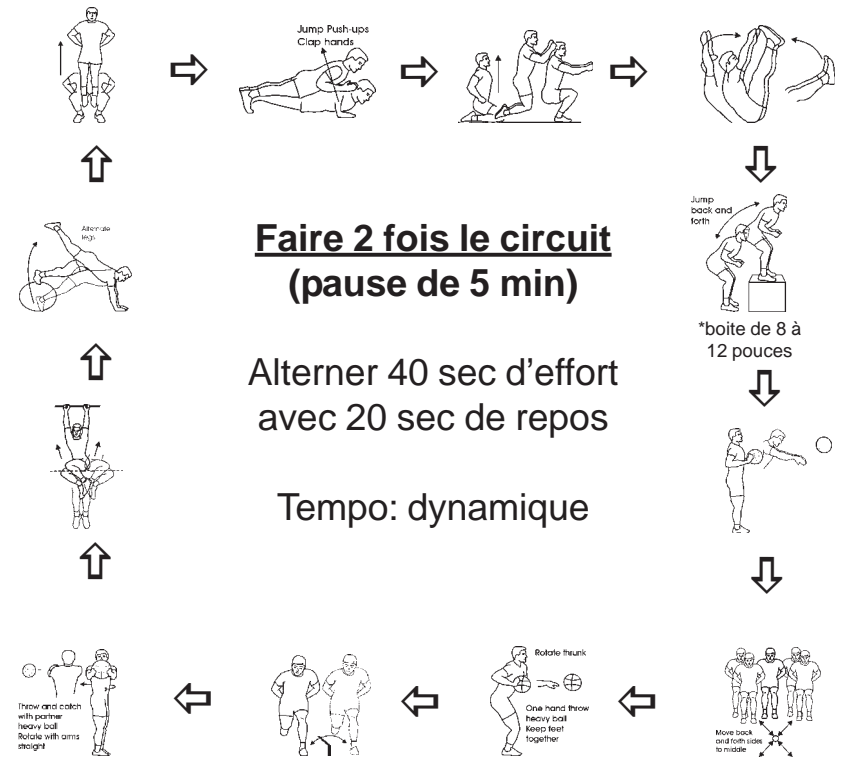 Jump Push-ups
Clap hands
Jump
back and
forth
Alternate
legs
Faire 2 fois le circuit
(pause de 5 min)
*boite de 8 à
12 pouces
Alterner 40 sec d'effort
avec 20 sec de repos
Tempo: dynamique
Rotate thrunk
One hand throw
heavy ball
Keep feet
together
Throw and catch
with partner
heavy ball
Rotate with arms
straight
Move back
and forth sides
to middle